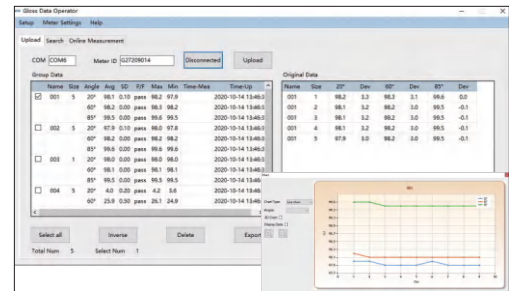 Gloss Data Operator
Setup Meter Settings Help
Upload Search Online Measurement
COM COM6 Meter ID G27209014 Disconnected Upload
Group Data
Name Size Angle Avg SD P/F Max Min Time-Mea Time-Up
001 5 20° 98.1 0.10 pass 98.2 97.9 2020-10-14 13:46:0
60° 98.2 0.00 pass 98.3 98.2 2020-10-14 13:46:0
85° 99.5 0.00 pass 99.6 99.5 2020-10-14 13:46:0
002 5 20° 97.9 0.10 pass 98.0 97.8 2020-10-14 13:46:0
60° 98.2 0.00 pass 98.2 98.2 2020-10-14 13:46:0
85° 99.6 0.00 pass 99.6 99.6 2020-10-14 13:46:0
003 1 20° 98.0 0.00 pass 98.0 98.0 2020-10-14 13:46:0
60° 98.1 0.00 pass 98.1 98.1 2020-10-14 13:46:0
85° 99.5 0.00 pass 99.5 99.5 2020-10-14 13:46:0
004 5 20° 4.0 0.20 pass 4.2 3.6 2020-10-14 13:46:0
60° 25.9 0.50 pass 26.1 24.9 2020-10-14 13:46:0
Original Data
Name Size 20° Dev 60° Dev 85° Dev
001 1 98.2 3.3 98.3 3.1 99.6 0.0
001 2 98.1 3.2 98.2 3.0 99.5 -0.1
001 3 98.1 3.2 98.2 3.0 99.5 -0.1
001 4 98.1 3.2 98.2 3.0 99.5 -0.1
001 5 97.9 3.0 98.2 3.0 99.5 -0.1
Select all Inverse Delete Export
Total Num 5 Select Num 1